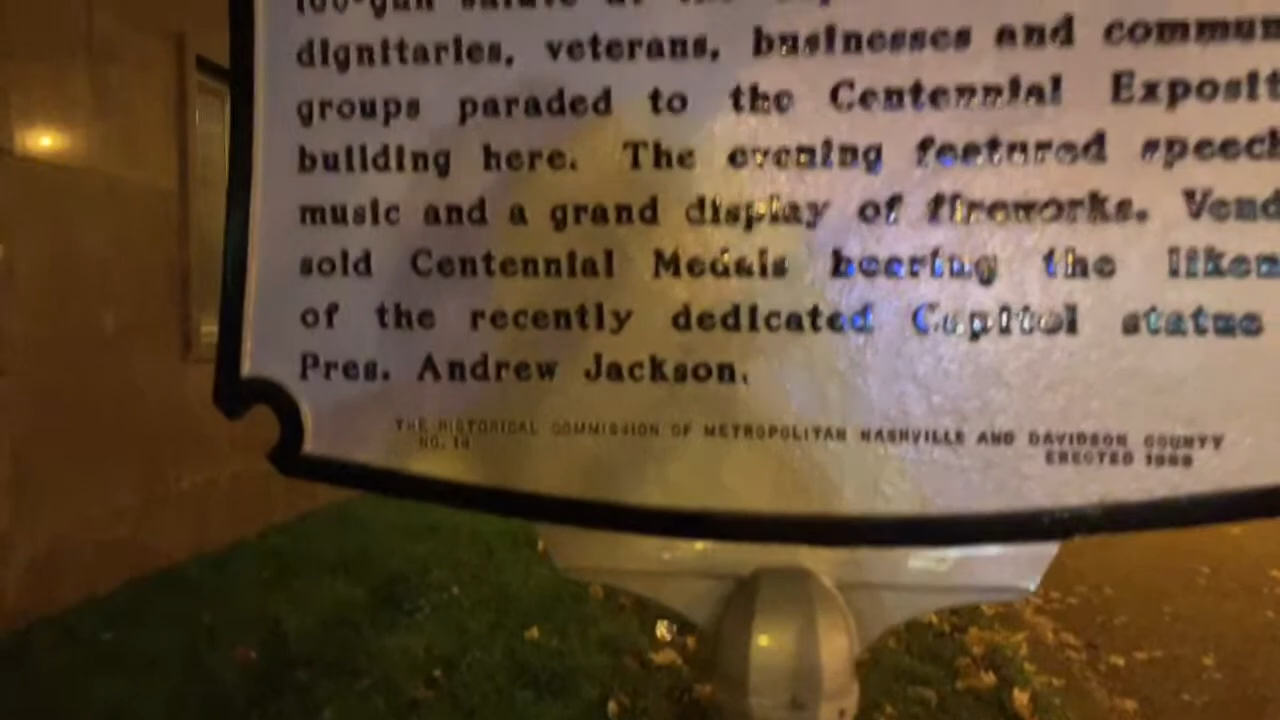 dignitaries, veterans, businesses and commun
groups paraded to the Centennial Exposit
building here. The evening featured speech
music and a grand display of fireworks. Vend
sold Centennial Medals bearing the liken
of the recently dedicated Capitol statue
Pres. Andrew Jackson.
THE HISTORICAL COMMISSION OF METROPOLITAN NASHVILLE AND DAVIDSON COUNTY
NO. 14
ERECTED